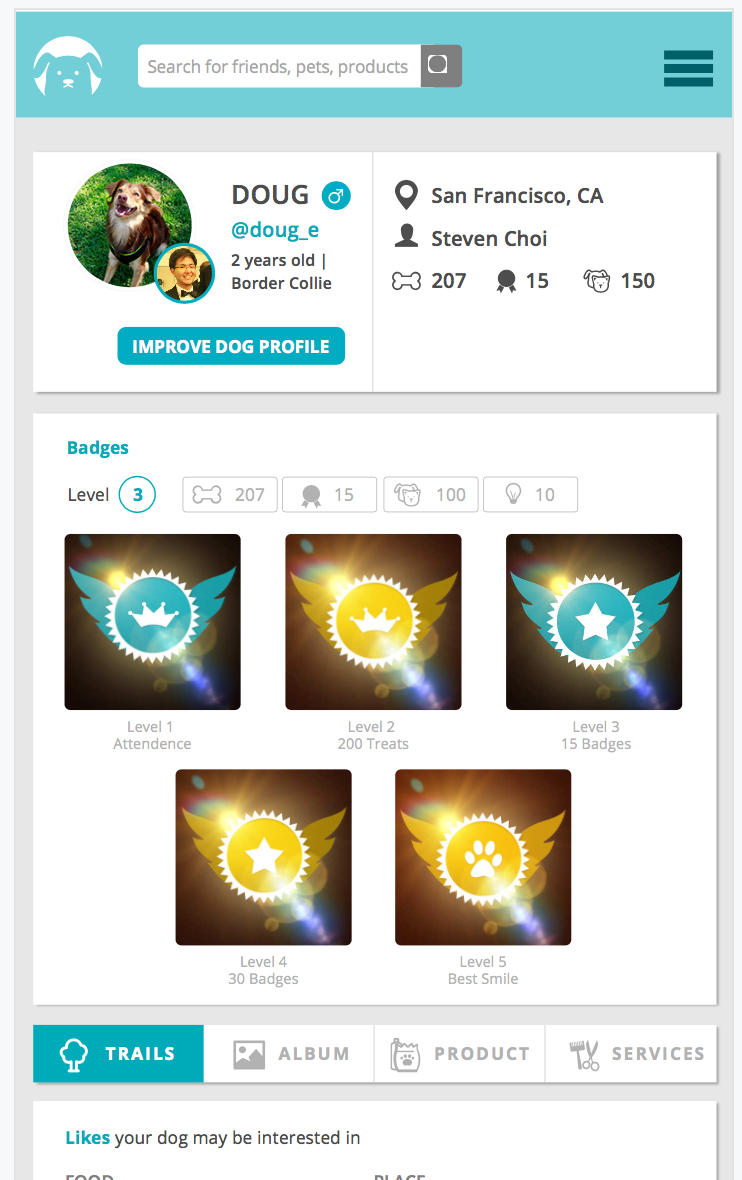 Search for friends, pets, products
DOUG
@doug_e
2 years old |
Border Collie
IMPROVE DOG PROFILE
San Francisco, CA
Steven Choi
207 15 150
Badges
Level 3 207 15 100 10
Level 1
Attendence
Level 2
200 Treats
Level 3
15 Badges
Level 4
30 Badges
Level 5
Best Smile
TRAILS ALBUM PRODUCT SERVICES
Likes your dog may be interested in
FOOD PLACE